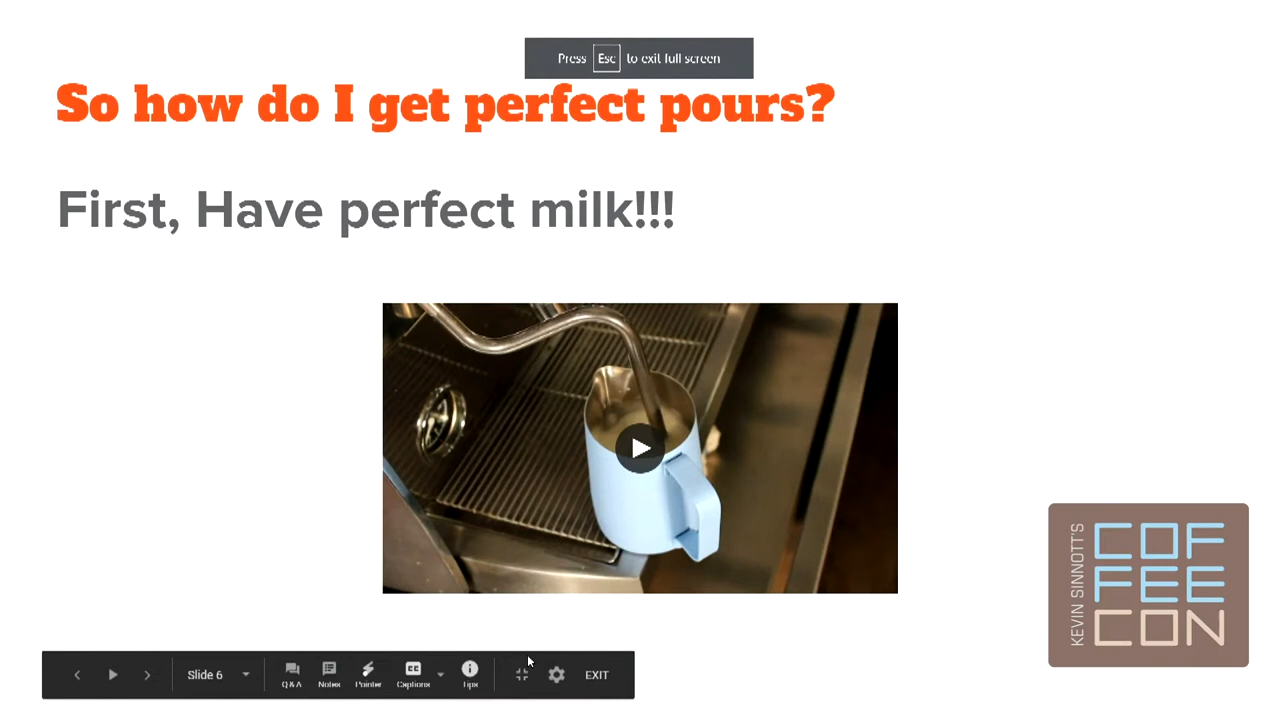 Press Esc to exit full screen
So how do I get perfect pours?
First, Have perfect milk!!!
KEVIN SINNOTT'S
COF
FEE
CON
Slide 6
Q&A
Notes
Pointer
CC
Captions
Tips
EXIT